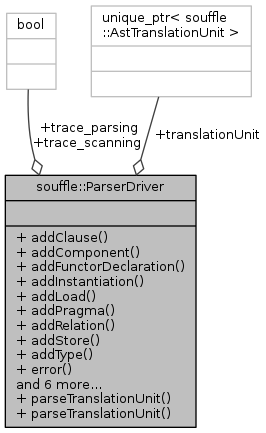 bool
unique_ptr< souffle
::AstTranslationUnit >
+trace_parsing
+trace_scanning
+translationUnit
souffle::ParserDriver
+ addClause()
+ addComponent()
+ addFunctorDeclaration()
+ addInstantiation()
+ addLoad()
+ addPragma()
+ addRelation()
+ addStore()
+ addType()
+ error()
and 6 more...
+ parseTranslationUnit()
+ parseTranslationUnit()